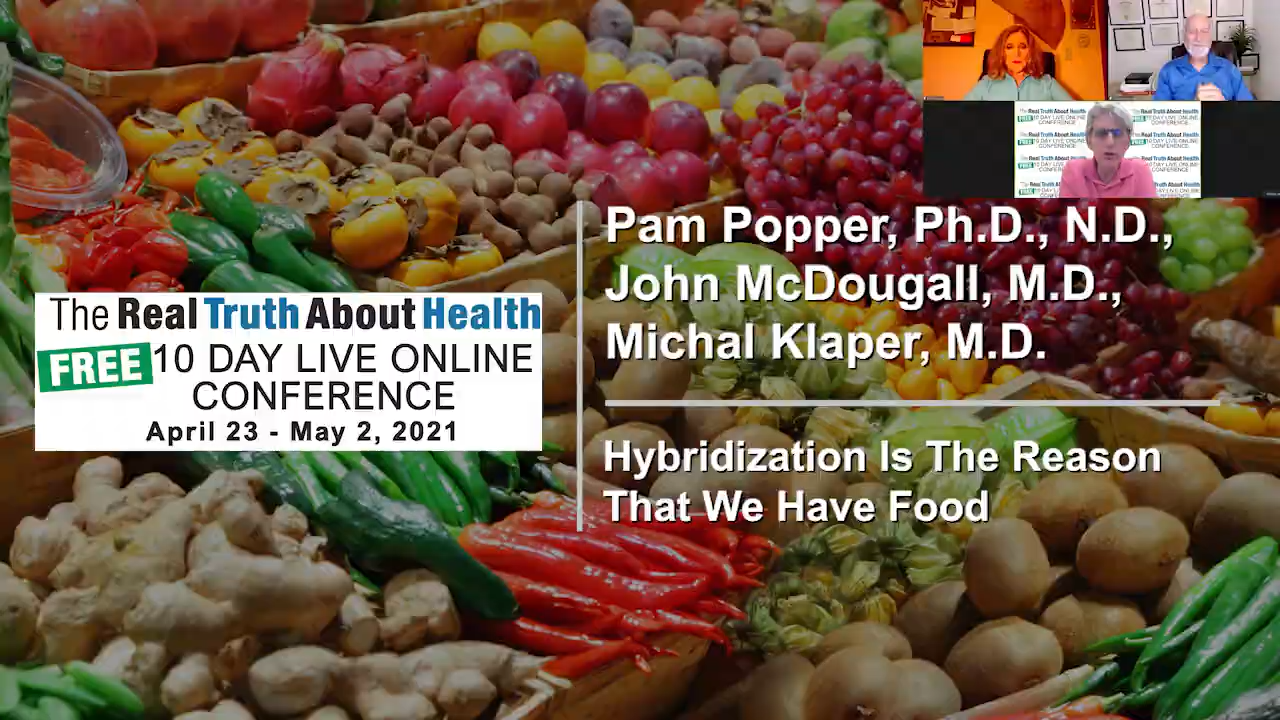 The Real Truth About Health
FREE 10 DAY LIVE ONLINE
CONFERENCE
April 23 - May 2, 2021
Pam Popper, Ph.D., N.D.,
John McDougall, M.D.,
Michal Klaper, M.D.
Hybridization Is The Reason
That We Have Food